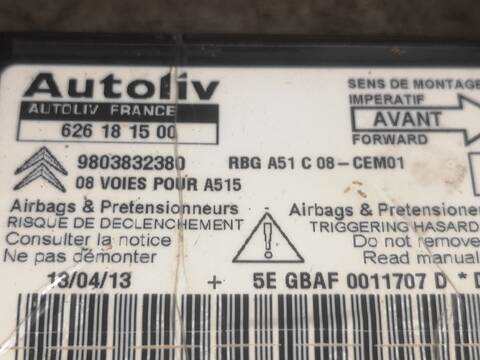 Autoliv
AUTOLIV FRANCE
626 18 15 00
SENS DE MONTAGE
IMPERATIF
AVANT
FORWARD
9803832380 RBG A51 C 08-CEM01
08 VOIES POUR A515
Airbags & Pretensionneurs
RISQUE DE DECLENCHEMENT
Consulter la notice
Ne pas démonter
Airbags & Pretensione
TRIGGERING HASARD
Do not remove
Read manual
18/04/13 + 5E GBAF 0011707 D * D